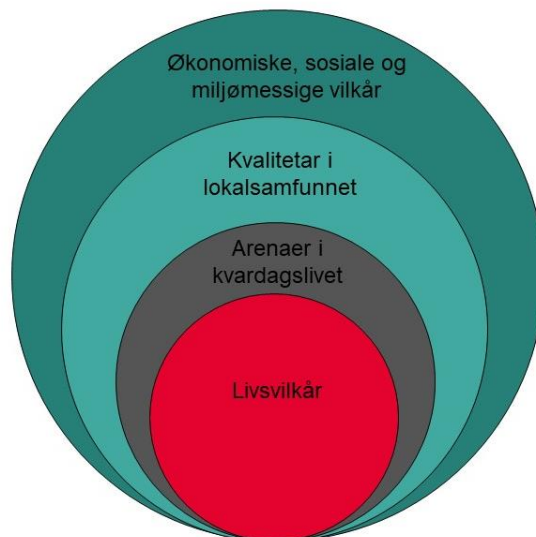 Økonomiske, sosiale og
miljømessige vilkår
Kvalitetar i
lokalsamfunnet
Arenaer i
kvardagslivet
Livsvilkår